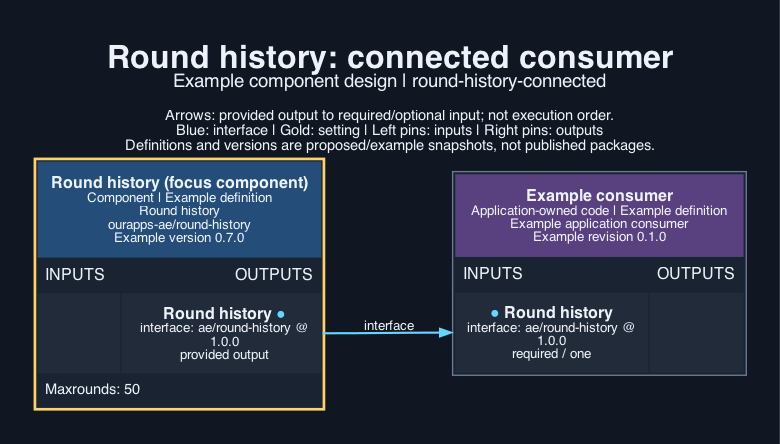 Round history: connected consumer
Example component design | round-history-connected
Arrows: provided output to required/optional input; not execution order.
Blue: interface | Gold: setting | Left pins: inputs | Right pins: outputs
Definitions and versions are proposed/example snapshots, not published packages.
Round history (focus component)
Component | Example definition
Round history
ourapps-ae/round-history
Example version 0.7.0
INPUTS OUTPUTS
Round history
interface: ae/round-history @
1.0.0
provided output
Maxrounds: 50
interface
Example consumer
Application-owned code | Example definition
Example application consumer
Example revision 0.1.0
INPUTS OUTPUTS
Round history
interface: ae/round-history @
1.0.0
required / one